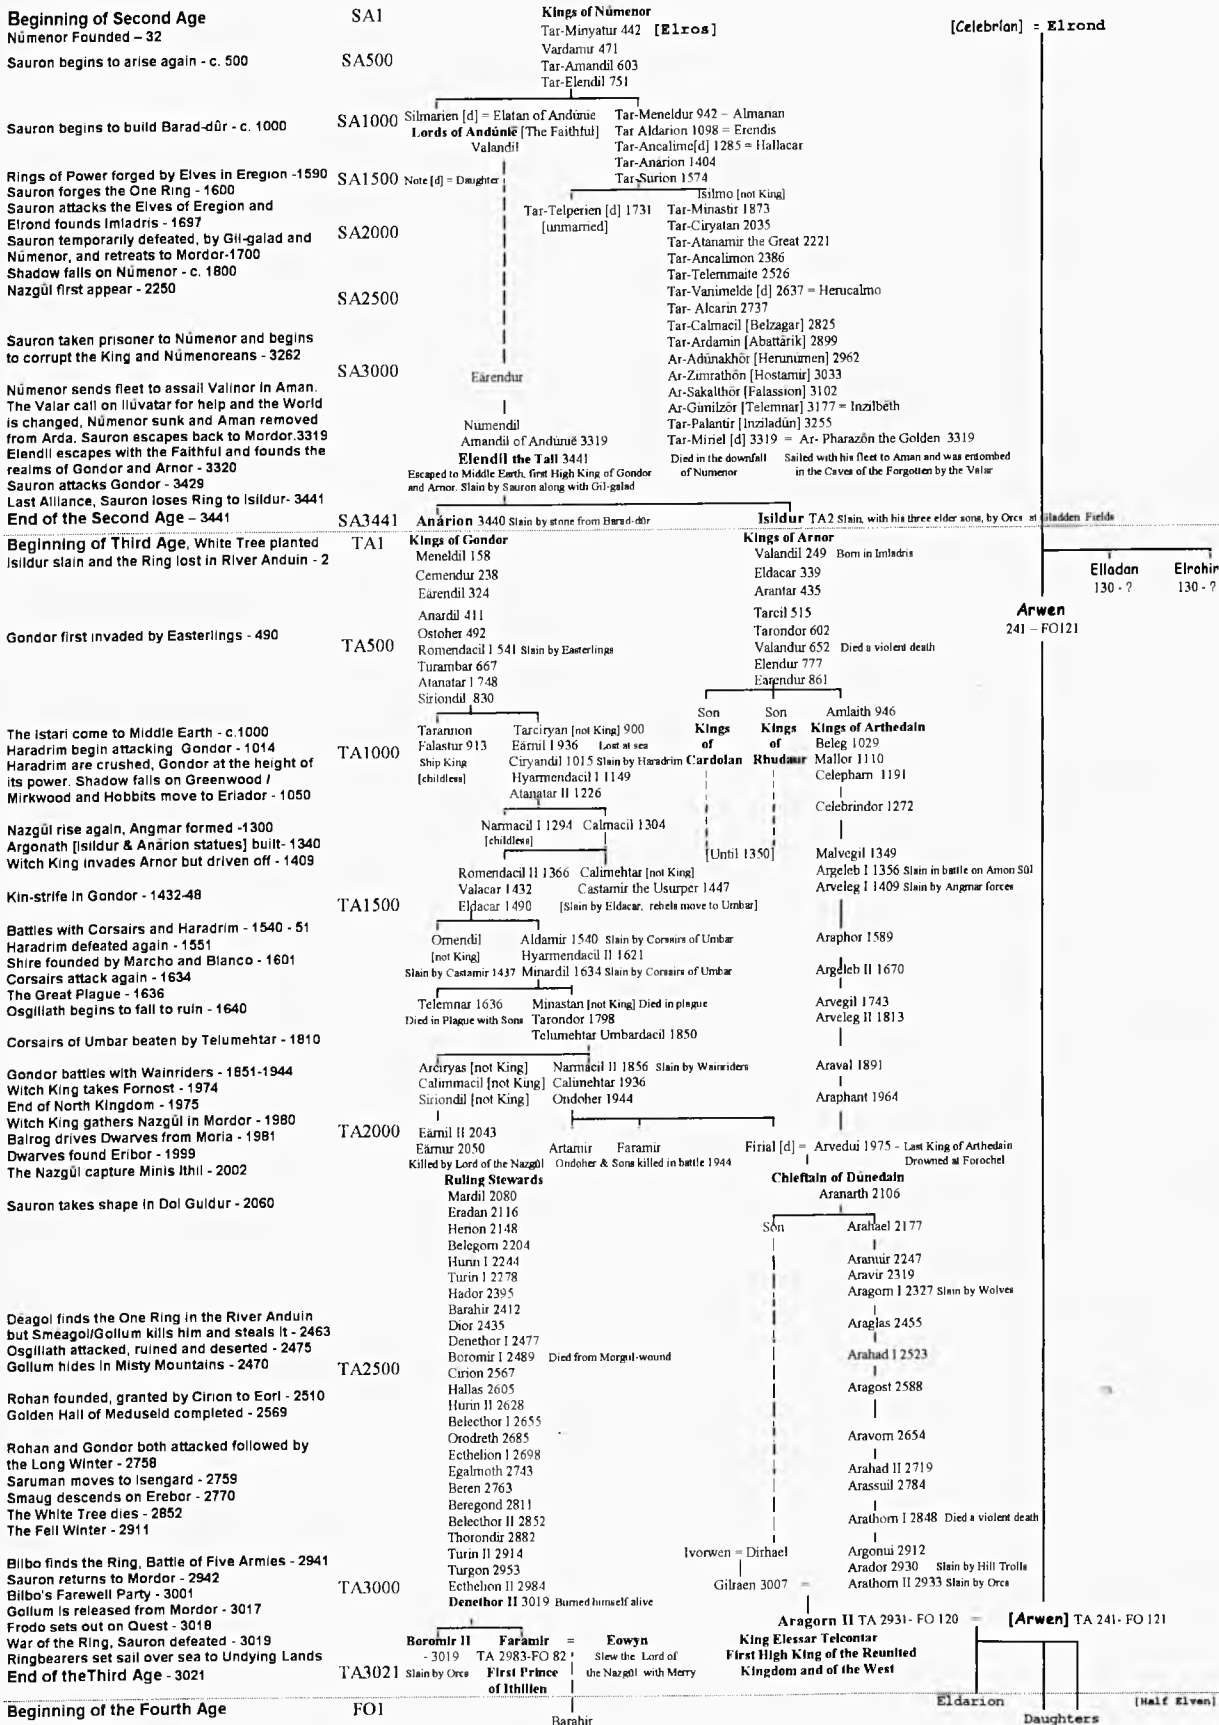 Beginning of Second Age
Númenor Founded – 32
Sauron begins to arise again - c. 500
Sauron begins to build Barad-dûr - c. 1000
Rings of Power forged by Elves in Eregion -1590
Sauron forges the One Ring - 1600
Sauron attacks the Elves of Eregion and
Elrond founds Imladris - 1697
Sauron temporarily defeated, by Gil-galad and
Númenor, and retreats to Mordor-1700
Shadow falls on Númenor - c. 1800
Nazgûl first appear - 2250
Sauron taken prisoner to Númenor and begins
to corrupt the King and Númenoreans - 3262
Númenor sends fleet to assail Valinor in Aman.
The Valar call on Ilúvatar for help and the World
is changed, Númenor sunk and Aman removed
from Arda. Sauron escapes back to Mordor.3319
Elendil escapes with the Faithful and founds the
realms of Gondor and Arnor - 3320
Sauron attacks Gondor - 3429
Last Alliance, Sauron loses Ring to Isildur- 3441
End of the Second Age – 3441
SA1
SA500
SA1000
SA1500
SA2000
SA2500
SA3000
SA3441
Kings of Númenor
Tar-Minyatur 442 [Elros]
Vardamir 471
Tar-Amandil 603
Tar-Elendil 751
[Celebrían] = Elrond
Silmarien [d] = Elatan of Andúnie
Lords of Andúnië [The Faithful]
Valandil
Note [d] = Daughter
Tar-Meneldur 942 – Almanan
Tar Aldarion 1098 = Erendis
Tar-Ancalime[d] 1285 = Hallacar
Tar-Anárion 1404
Tar-Surion 1574
Isilmo [not King]
Tar-Telperien [d] 1731
[unmarried]
Tar-Minastir 1873
Tar-Ciryatan 2035
Tar-Atanamir the Great 2221
Tar-Ancalimon 2386
Tar-Telemmaite 2526
Tar-Vanimelde [d] 2637 = Herucalmo
Tar- Alcarin 2737
Tar-Calmacil [Belzagar] 2825
Tar-Ardamin [Abattârik] 2899
Ar-Adûnakhôr [Herunúmen] 2962
Ar-Zimrathôn [Hostamir] 3033
Ar-Sakalthôr [Falassion] 3102
Ar-Gimilzôr [Telemnar] 3177 = Inzilbêth
Tar-Palantir [Inziladûn] 3255
Tar-Miriel [d] 3319 = Ar- Pharazôn the Golden 3319
Died in the downfall
of Numenor
Sailed with his fleet to Aman and was entombed
in the Caves of the Forgotten by the Valar
Eärendur
Numendil
Amandil of Andúnië 3319
Elendil the Tall 3441
Escaped to Middle Earth, first High King of Gondor
and Arnor. Slain by Sauron along with Gil-galad
Anárion 3440 Slain by stone from Barad-dûr
Isildur TA2 Slain, with his three elder sons, by Orcs at Gladden Fields
Beginning of Third Age, White Tree planted
Isildur slain and the Ring lost in River Anduin - 2
Gondor first invaded by Easterlings - 490
The Istari come to Middle Earth - c.1000
Haradrim begin attacking Gondor - 1014
Haradrim are crushed, Gondor at the height of
its power. Shadow falls on Greenwood /
Mirkwood and Hobbits move to Eriador - 1050
Nazgûl rise again, Angmar formed -1300
Argonath [Isildur & Anárion statues] built- 1340
Witch King invades Arnor but driven off - 1409
Kin-strife in Gondor - 1432-48
Battles with Corsairs and Haradrim - 1540 - 51
Haradrim defeated again - 1551
Shire founded by Marcho and Blanco - 1601
Corsairs attack again - 1634
The Great Plague - 1636
Osgiliath begins to fall to ruin - 1640
Corsairs of Umbar beaten by Telumehtar - 1810
Gondor battles with Wainriders - 1851-1944
Witch King takes Fornost - 1974
End of North Kingdom - 1975
Witch King gathers Nazgûl in Mordor - 1980
Balrog drives Dwarves from Moria - 1981
Dwarves found Eribor - 1999
The Nazgûl capture Minis Ithil - 2002
Sauron takes shape in Dol Guldur - 2060
Déagol finds the One Ring in the River Anduin
but Sméagol/Gollum kills him and steals it - 2463
Osgiliath attacked, ruined and deserted - 2475
Gollum hides in Misty Mountains - 2470
Rohan founded, granted by Cirion to Eorl - 2510
Golden Hall of Meduseld completed - 2569
Rohan and Gondor both attacked followed by
the Long Winter - 2758
Saruman moves to Isengard - 2759
Smaug descends on Erebor - 2770
The White Tree dies - 2852
The Fell Winter - 2911
Bilbo finds the Ring, Battle of Five Armies - 2941
Sauron returns to Mordor - 2942
Bilbo's Farewell Party - 3001
Gollum is released from Mordor - 3017
Frodo sets out on Quest - 3018
War of the Ring, Sauron defeated - 3019
Ringbearers set sail over sea to Undying Lands
End of theThird Age - 3021
TA1
TA500
TA1000
TA1500
TA2000
TA2500
TA3000
TA3021
Kings of Gondor
Meneldil 158
Cemendur 238
Eärendil 324
Anardil 411
Ostoher 492
Romendacil I 541 Slain by Easterlings
Turambar 667
Atanatar I 748
Siriondil 830
Tarannon
Falastur 913
Ship King
[childless]
Tarciryan [not King] 900
Eärnil I 936 Lost at sea
Ciryandil 1015 Slain by Haradrim
Hyarmendacil I 1149
Atanatar II 1226
Narmacil I 1294
[childless]
Calmacil 1304
Romendacil II 1366
Valacar 1432
Eldacar 1490
Calimehtar [not King]
Castamir the Usurper 1447
[Slain by Eldacar, rebels move to Umbar]
Ornendil
[not King]
Slain by Castamir 1437
Aldamir 1540 Slain by Corsairs of Umbar
Hyarmendacil II 1621
Minardil 1634 Slain by Corsairs of Umbar
Telemnar 1636
Died in Plague with Sons
Minastan [not King] Died in plague
Tarondor 1798
Telumehtar Umbardacil 1850
Arciryas [not King]
Calimmacil [not King]
Siriondil [not King]
Narmacil II 1856 Slain by Wainriders
Calimehtar 1936
Ondoher 1944
Eärnil II 2043
Eärnur 2050
Killed by Lord of the Nazgûl
Artamir Faramir
Ondoher & Sons killed in battle 1944
Firial [d] = Arvedui 1975 – Last King of Arthedain
Drowned at Forochel
Kings of Arnor
Valandil 249 Born in Imladris
Eldacar 339
Arantar 435
Tarcil 515
Tarondor 602
Valandur 652 Died a violent death
Elendur 777
Earendur 861
Son
Kings
of
Cardolan
Son
Kings
of
Rhudaur
[Until 1350]
Amlaith 946
Kings of Arthedain
Beleg 1029
Mallor 1110
Celepharn 1191
Celebrindor 1272
Malvegil 1349
Argeleb I 1356 Slain in battle on Amon Sûl
Arveleg I 1409 Slain by Angmar forces
Araphor 1589
Argeleb II 1670
Arvegil 1743
Arveleg II 1813
Araval 1891
Araphant 1964
Elladan
130 - ?
Elrohir
130 - ?
Arwen
241 – FO121
Ruling Stewards
Mardil 2080
Eradan 2116
Herion 2148
Belegorn 2204
Hurin I 2244
Turin I 2278
Hador 2395
Barahir 2412
Dior 2435
Denethor I 2477
Boromir I 2489 Died from Morgul-wound
Cirion 2567
Hallas 2605
Hurin II 2628
Belecthor I 2655
Orodreth 2685
Ecthelion I 2698
Egalmoth 2743
Beren 2763
Beregond 2811
Belecthor II 2852
Thorondir 2882
Turin II 2914
Turgon 2953
Ecthelion II 2984
Denethor II 3019 Burned himself alive
Chieftain of Dúnedain
Aranarth 2106
Son
Arahael 2177
Aranuir 2247
Aravir 2319
Aragorn I 2327 Slain by Wolves
Araglas 2455
Arahad I 2523
Aragost 2588
Aravorn 2654
Arahad II 2719
Arassuil 2784
Arathorn I 2848 Died a violent death
Argonui 2912
Arador 2930 Slain by Hill Trolls
Arathorn II 2933 Slain by Orcs
Ivorwen = Dirhael
Gilraen 3007 =
Aragorn II TA 2931- FO 120 = [Arwen] TA 241- FO 121
King Elessar Telcontar
First High King of the Reunited
Kingdom and of the West
Boromir II
- 3019
Slain by Orcs
Faramir =
TA 2983-FO 82
First Prince
of Ithilien
Eowyn
Slew the Lord of
the Nazgûl with Merry
Eldarion
Daughters
[Half Elven]
Beginning of the Fourth Age
FO1
Barahir